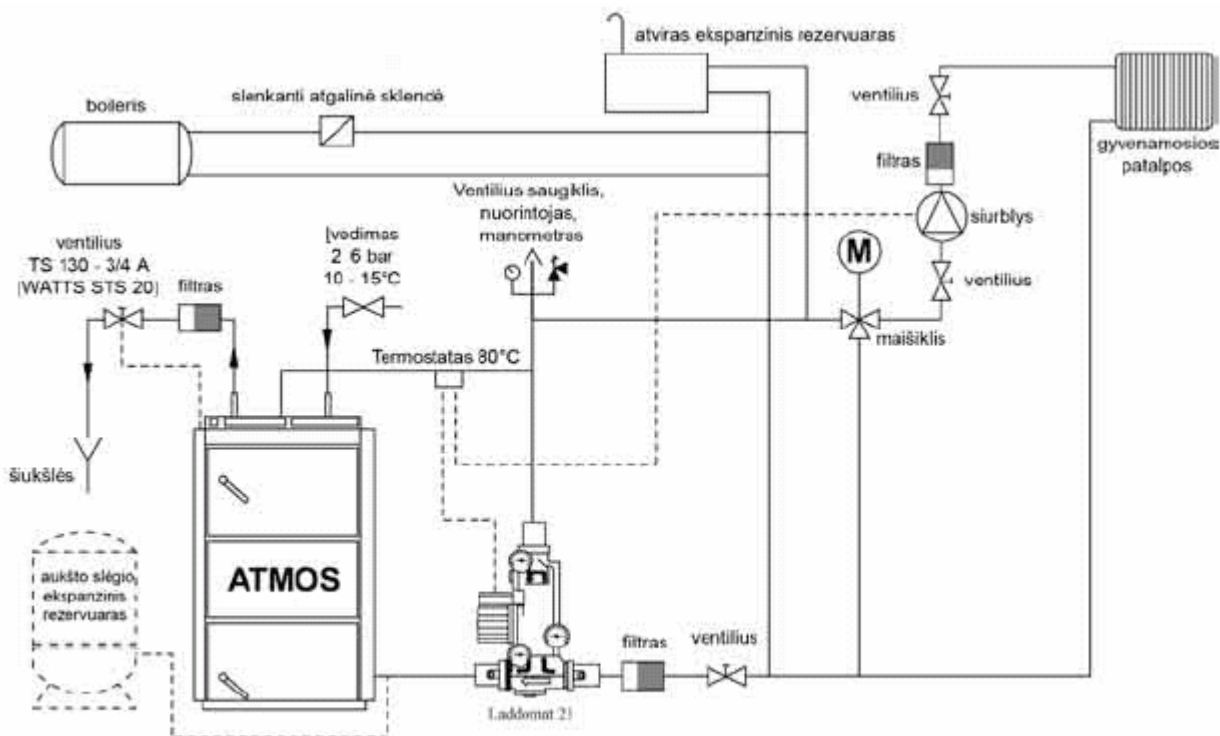 atviras ekspanzinis rezervuaras
slenkanti atgalinė sklendė
boileris
ventilius
filtras
gyvenamosios
patalpos
siurblys
Ventilius saugiklis,
nuorintojas,
manometras
ventilius
TS 130 - 3/4 A
(WATTS STS 20)
filtras
Įvedimas
2 6 bar
10 - 15°C
M
ventilius
maišiklis
Termostatas 80°C
šiukšlės
ATMOS
aukšto slėgio
ekspanzinis
rezervuaras
filtras
ventilius
Laddomat 21